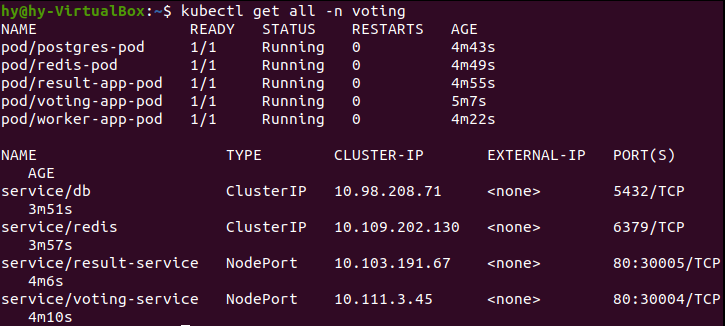 hy@hy-VirtualBox:~$ kubectl get all -n voting
NAME                 READY   STATUS    RESTARTS   AGE
pod/postgres-pod     1/1     Running   0          4m43s
pod/redis-pod        1/1     Running   0          4m49s
pod/result-app-pod   1/1     Running   0          4m55s
pod/voting-app-pod   1/1     Running   0          5m7s
pod/worker-app-pod   1/1     Running   0          4m22s

NAME                     TYPE        CLUSTER-IP       EXTERNAL-IP   PORT(S)
   AGE
service/db               ClusterIP   10.98.208.71     <none>        5432/TCP
   3m51s
service/redis            ClusterIP   10.109.202.130   <none>        6379/TCP
   3m57s
service/result-service   NodePort    10.103.191.67    <none>        80:30005/TCP
   4m6s
service/voting-service   NodePort    10.111.3.45      <none>        80:30004/TCP
   4m10s